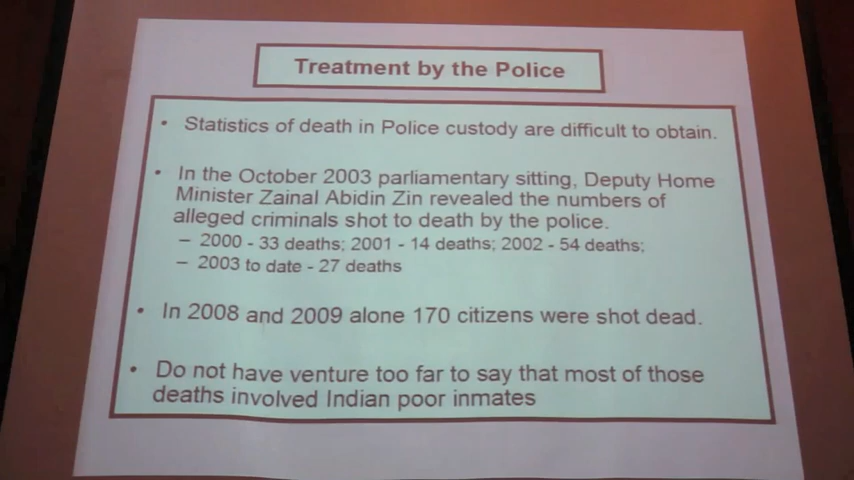 Treatment by the Police
• Statistics of death in Police custody are difficult to obtain.
• In the October 2003 parliamentary sitting, Deputy Home
Minister Zainal Abidin Zin revealed the numbers of
alleged criminals shot to death by the police.
– 2000 - 33 deaths; 2001 - 14 deaths; 2002 - 54 deaths;
– 2003 to date - 27 deaths
• In 2008 and 2009 alone 170 citizens were shot dead.
• Do not have venture too far to say that most of those
deaths involved Indian poor inmates